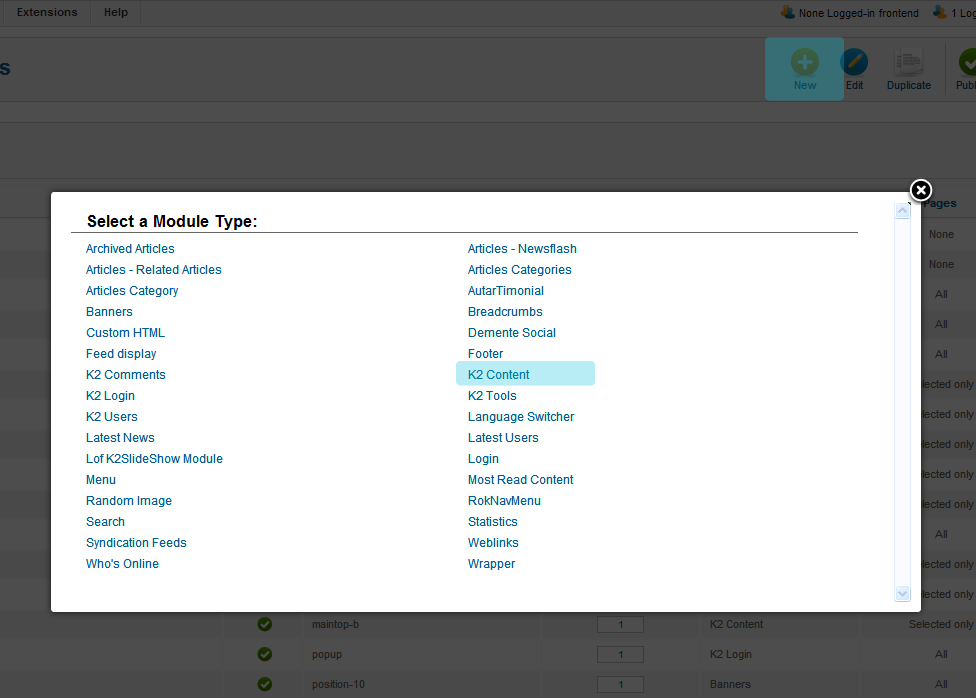 Extensions Help None Logged-in frontend 1 Log
s
New Edit Duplicate Publ
Pages
Select a Module Type:
Archived Articles Articles - Newsflash
None
Articles - Related Articles Articles Categories
None
Articles Category AutarTimonial
All
Banners Breadcrumbs
All
Custom HTML Demente Social
Feed display Footer
All
K2 Comments K2 Content
lected only
K2 Login K2 Tools
K2 Users Language Switcher
lected only
Latest News Latest Users
lected only
Lof K2SlideShow Module Login
lected only
Menu Most Read Content
Random Image RokNavMenu
lected only
Search Statistics
All
Syndication Feeds Weblinks
Who's Online Wrapper
lected only
lected only
maintop-b 1 K2 Content Selected only
popup 1 K2 Login All
position-10 1 Banners All